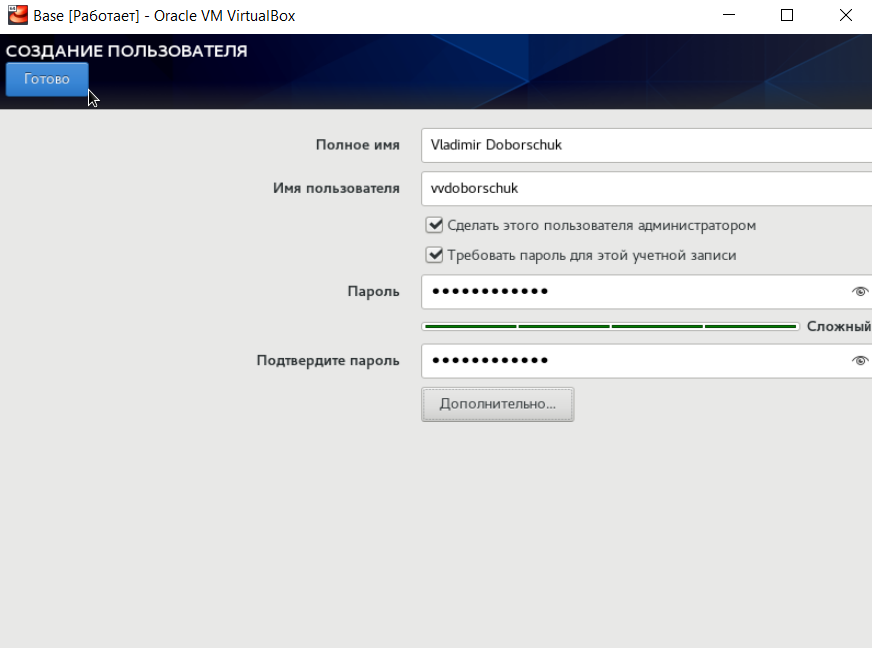 Base [Работает] - Oracle VM VirtualBox
СОЗДАНИЕ ПОЛЬЗОВАТЕЛЯ
Готово
Полное имя Vladimir Doborschuk
Имя пользователя vvdoborschuk
Сделать этого пользователя администратором
Требовать пароль для этой учетной записи
Пароль ••••••••••••
Сложный
Подтвердите пароль ••••••••••••
Дополнительно...